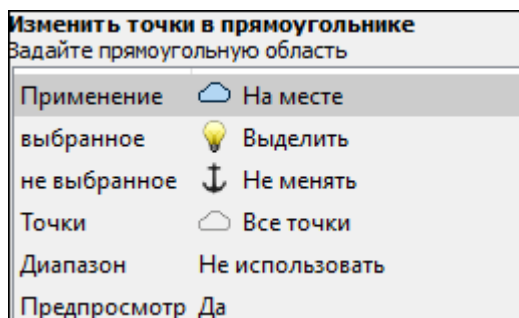 Изменить точки в прямоугольнике
Задайте прямоугольную область
Применение На месте
выбранное Выделить
не выбранное Не менять
Точки Все точки
Диапазон Не использовать
Предпросмотр Да